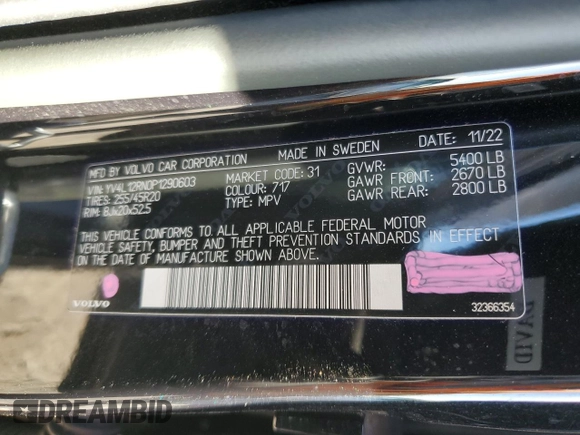 MFD BY VOLVO CAR CORPORATION MADE IN SWEDEN DATE: 11/22
VIN: YV4L12RN0P1290603 MARKET CODE: 31 GVWR: 5400 LB
TIRES: 255/45R20 COLOUR: 717 GAWR FRONT: 2670 LB
RIM: 8Jx20x52.5 TYPE: MPV GAWR REAR: 2800 LB
THIS VEHICLE CONFORMS TO ALL APPLICABLE FEDERAL MOTOR
VEHICLE SAFETY, BUMPER AND THEFT PREVENTION STANDARDS IN EFFECT
ON THE DATE OF MANUFACTURE SHOWN ABOVE.
VOLVO
32366354
DREAMBID